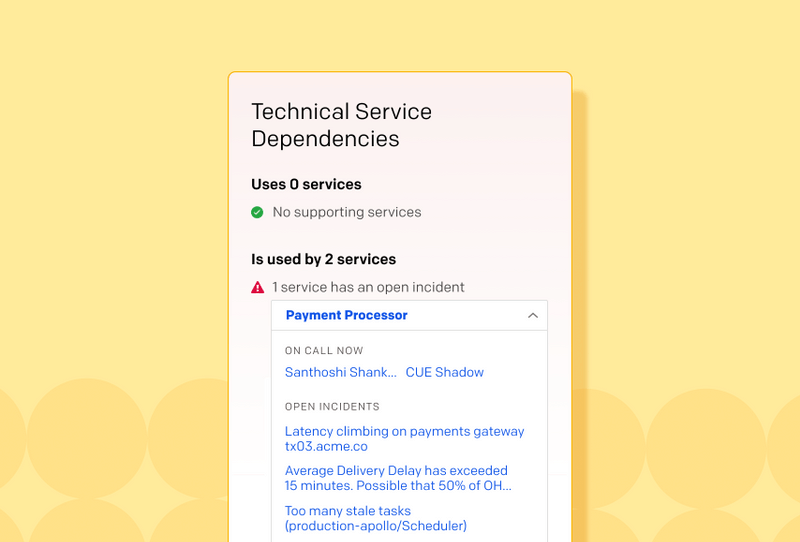 Technical Service
Dependencies
Uses 0 services
No supporting services
Is used by 2 services
1 service has an open incident
Payment Processor
ON CALL NOW
Santhoshi Shank... CUE Shadow
OPEN INCIDENTS
Latency climbing on payments gateway
tx03.acme.co
Average Delivery Delay has exceeded
15 minutes. Possible that 50% of OH...
Too many stale tasks
(production-apollo/Scheduler)